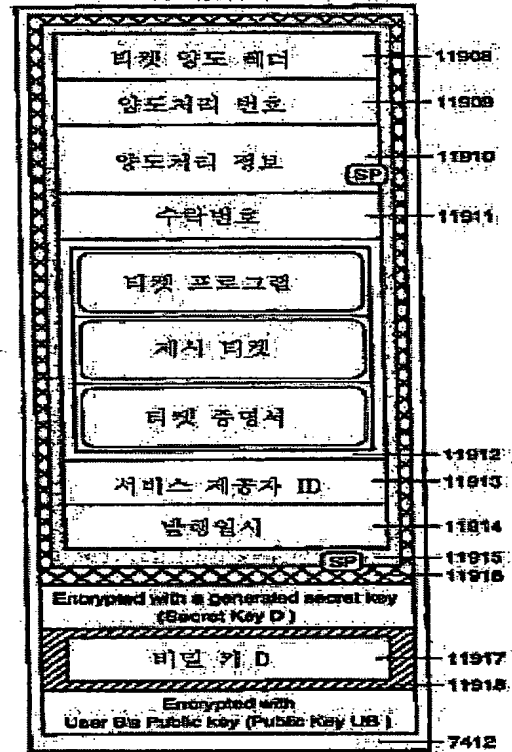 티켓 양도 헤더
11908
양도처리 번호
11909
양도처리 정보
11910
SP
수락번호
11911
티켓 프로그램
제시 티켓
티켓 증명서
11912
서비스 제공자 ID
11913
발행일시
11914
SP
11915
11916
Encrypted with a generated secret key
(Secret Key D)
비밀 키 D
11917
11918
Encrypted with
User B's Public key (Public Key UB)
7412